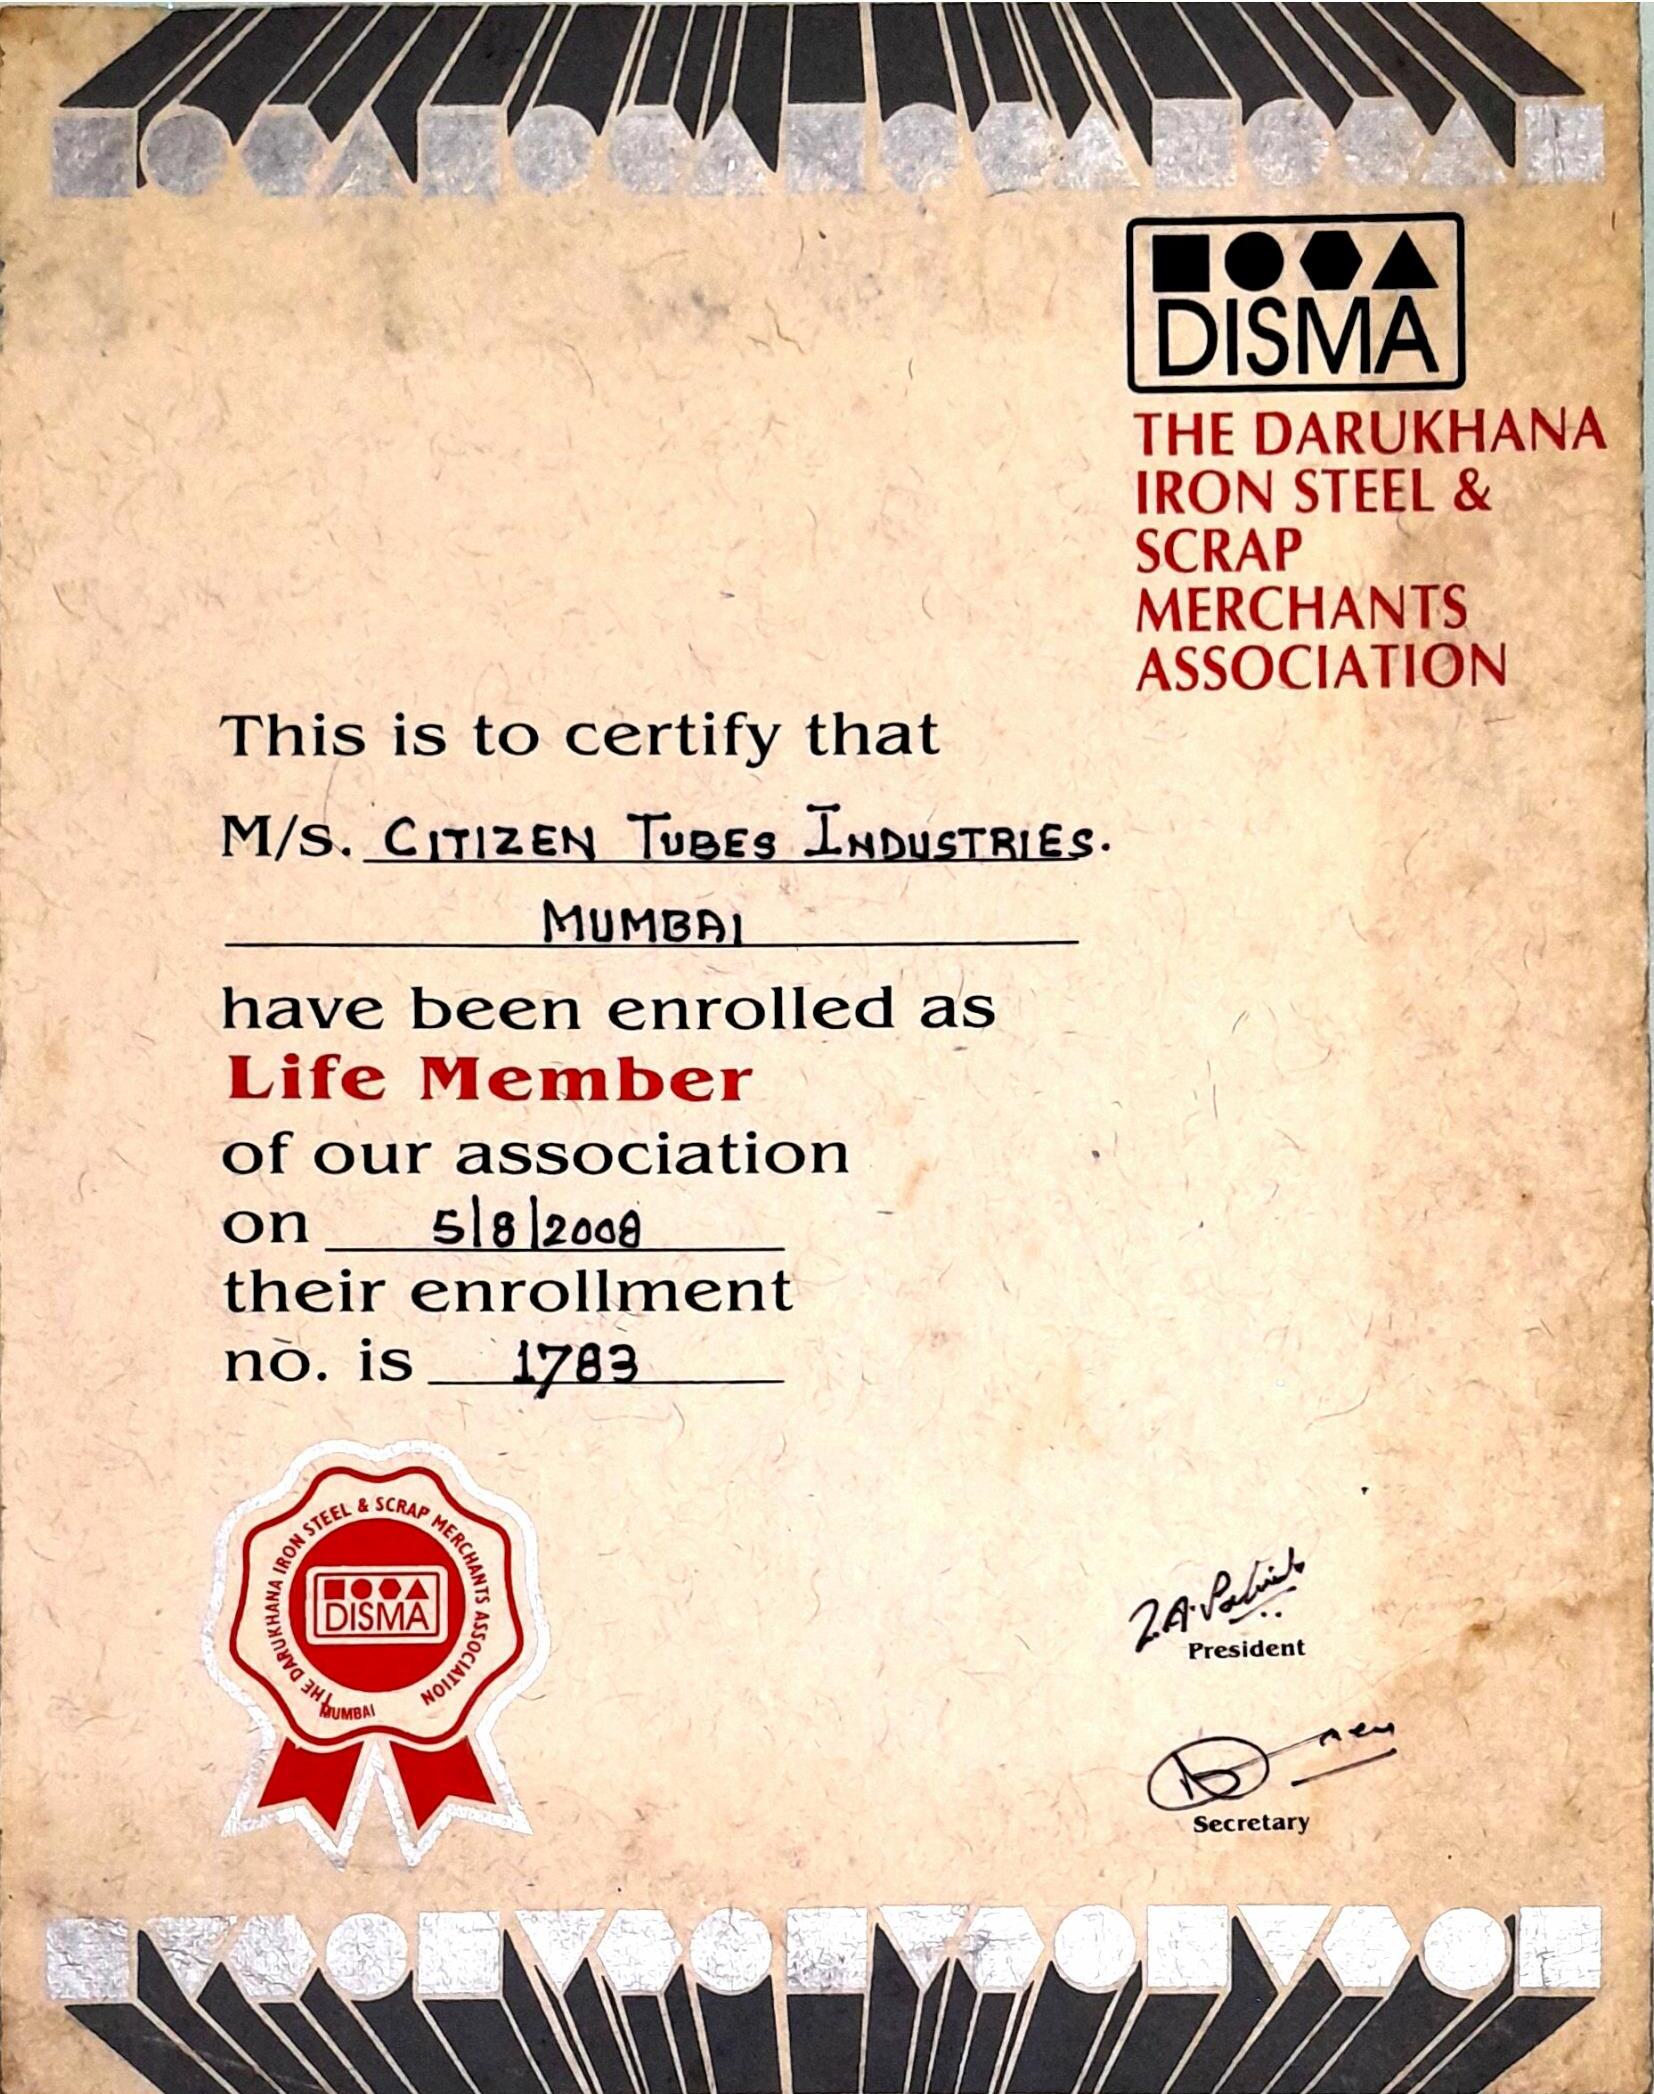 DISMA
THE DARUKHANA
IRON STEEL &
SCRAP
MERCHANTS
ASSOCIATION
This is to certify that
M/s. CITIZEN TUBES INDUSTRIES.
MUMBAI
have been enrolled as
Life Member
of our association
on 5/8/2008
their enrollment
no. is 1783
THE DARUKHANA IRON STEEL & SCRAP MERCHANTS ASSOCIATION
DISMA
MUMBAI
President
Secretary